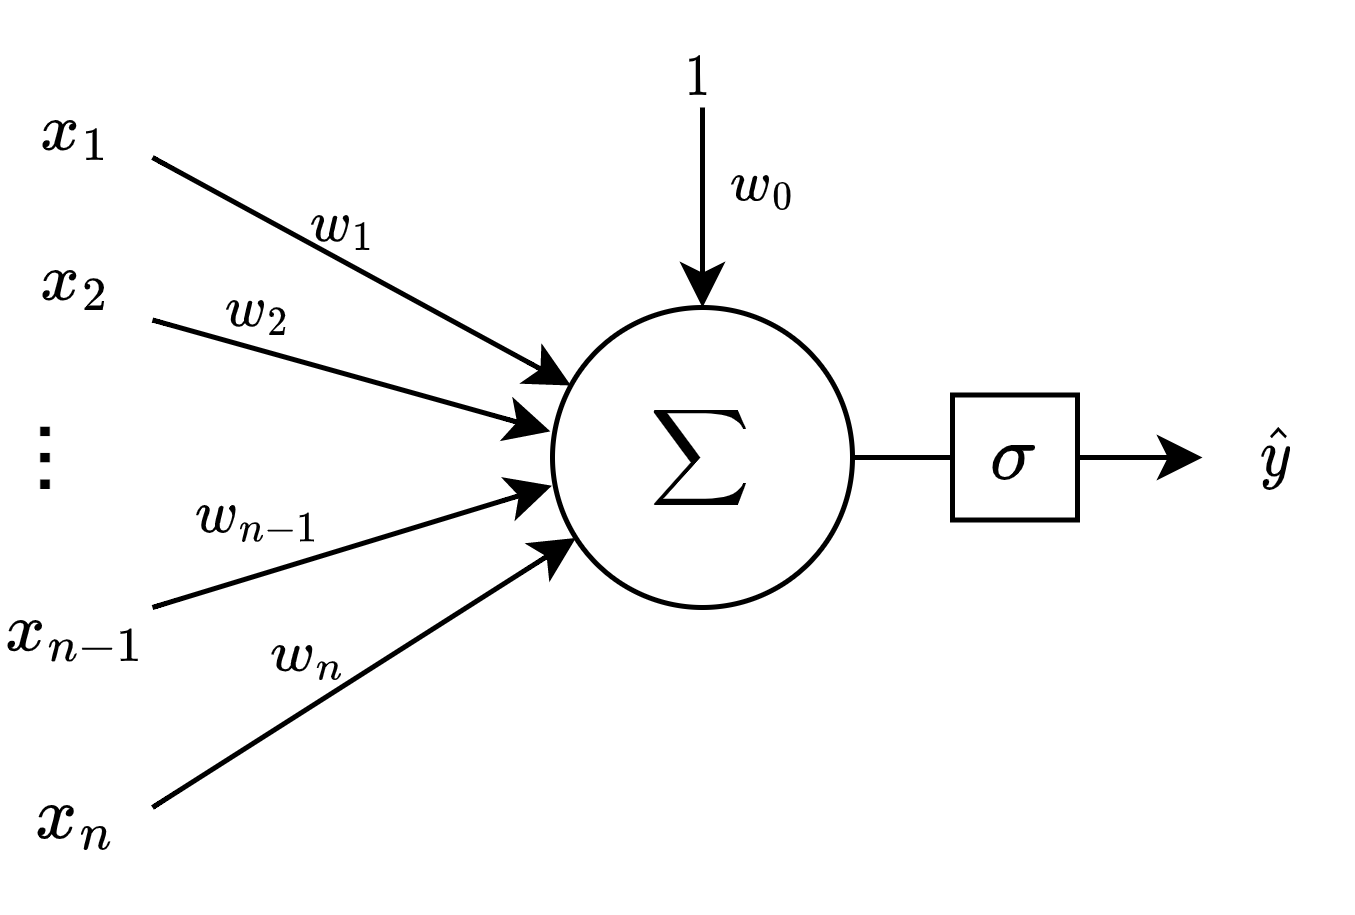 1
x₁
w₀
w₁
x₂
w₂
⋮
∑
σ
ŷ
wₙ₋₁
xₙ₋₁
wₙ
xₙ